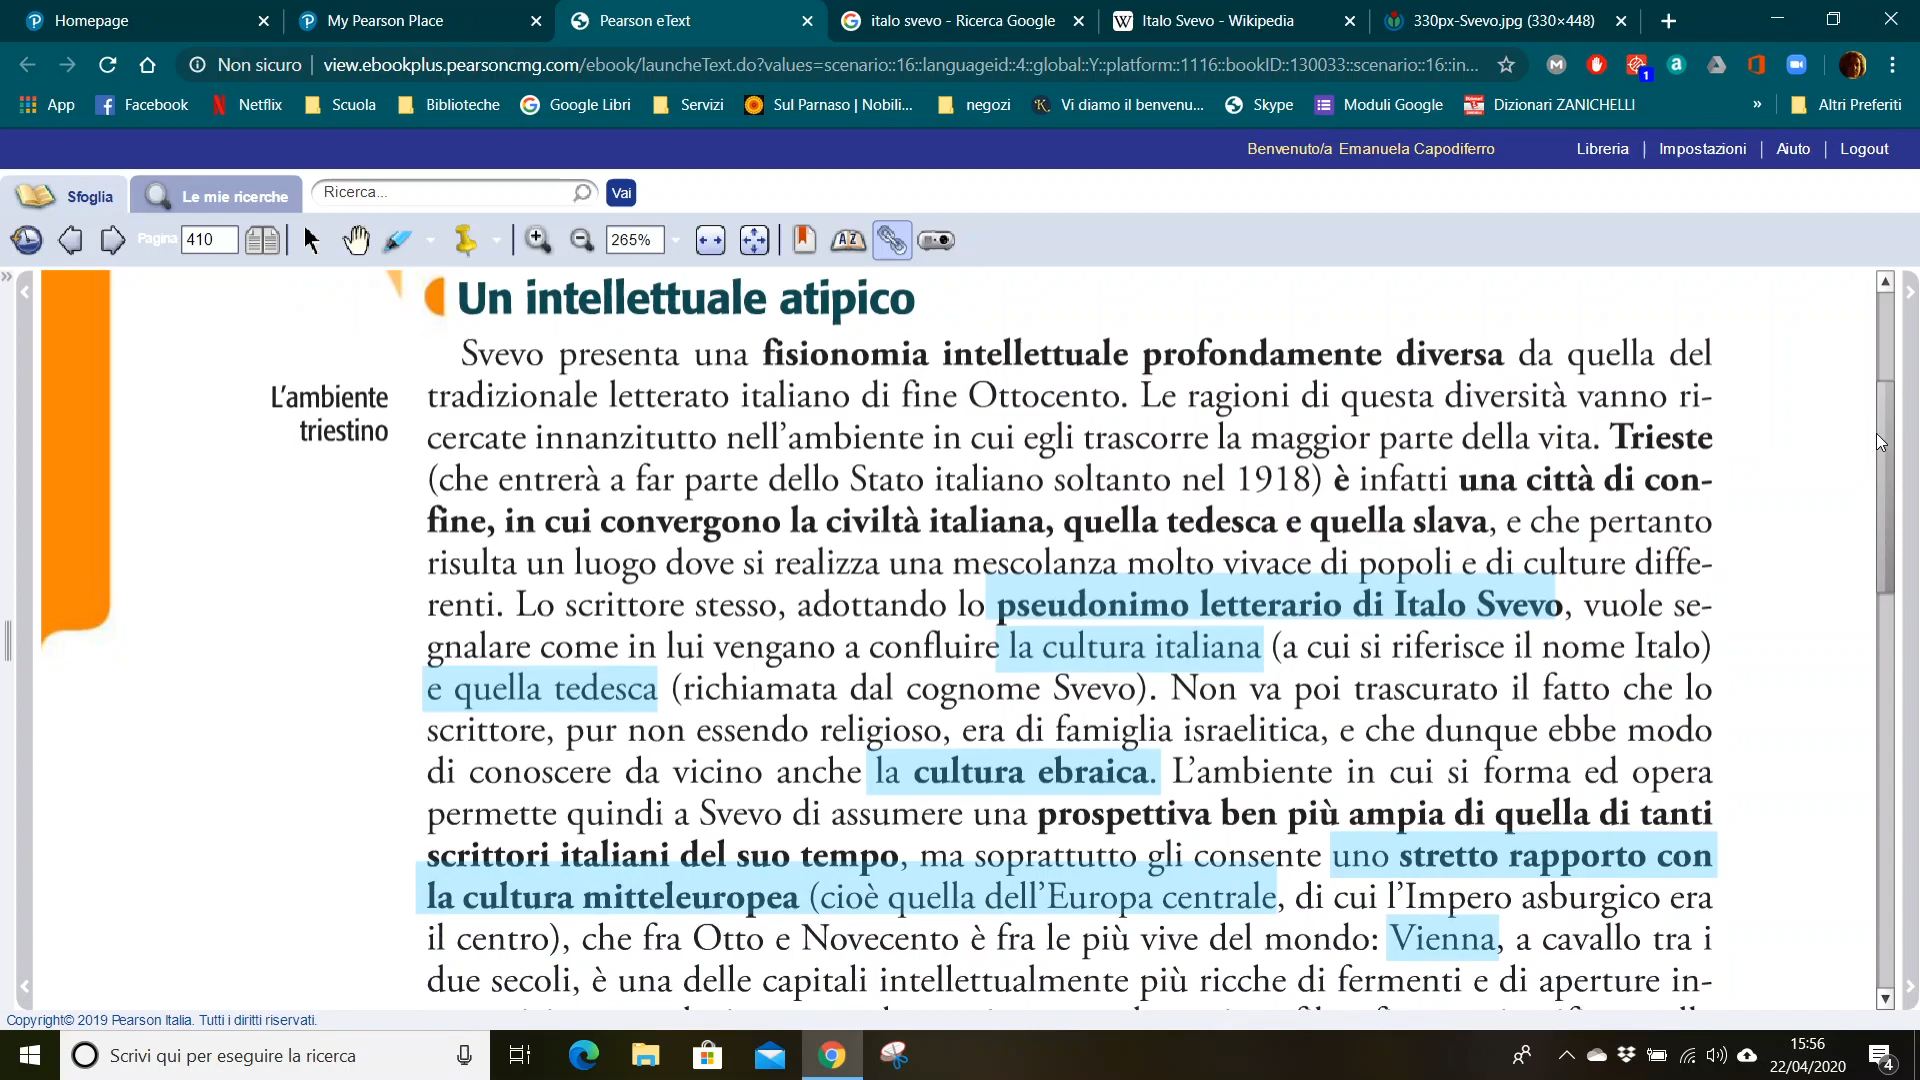 Homepage
My Pearson Place
Pearson eText
italo svevo - Ricerca Google
Italo Svevo - Wikipedia
330px-Svevo.jpg (330×448)
Non sicuro
view.ebookplus.pearsoncmg.com/ebook/launcheText.do?values=scenario::16::languageid::4::global::Y::platform::1116::bookID::130033::scenario::16::in...
1
App
Facebook
Netflix
Scuola
Biblioteche
Google Libri
Servizi
Sul Parnaso | Nobili...
negozi
Vi diamo il benvenu...
Skype
Moduli Google
Dizionari ZANICHELLI
»
Altri Preferiti
Benvenuto/a Emanuela Capodiferro
Libreria | Impostazioni | Aiuto | Logout
Sfoglia
Le mie ricerche
Ricerca...
Vai
Pagina
410
265%
AZ
Un intellettuale atipico
L'ambiente
triestino
Svevo presenta una fisionomia intellettuale profondamente diversa da quella del
tradizionale letterato italiano di fine Ottocento. Le ragioni di questa diversità vanno ri-
cercate innanzitutto nell'ambiente in cui egli trascorre la maggior parte della vita. Trieste
(che entrerà a far parte dello Stato italiano soltanto nel 1918) è infatti una città di con-
fine, in cui convergono la civiltà italiana, quella tedesca e quella slava, e che pertanto
risulta un luogo dove si realizza una mescolanza molto vivace di popoli e di culture diffe-
renti. Lo scrittore stesso, adottando lo pseudonimo letterario di Italo Svevo, vuole se-
gnalare come in lui vengano a confluire la cultura italiana (a cui si riferisce il nome Italo)
e quella tedesca (richiamata dal cognome Svevo). Non va poi trascurato il fatto che lo
scrittore, pur non essendo religioso, era di famiglia israelitica, e che dunque ebbe modo
di conoscere da vicino anche la cultura ebraica. L'ambiente in cui si forma ed opera
permette quindi a Svevo di assumere una prospettiva ben più ampia di quella di tanti
scrittori italiani del suo tempo, ma soprattutto gli consente uno stretto rapporto con
la cultura mitteleuropea (cioè quella dell'Europa centrale, di cui l'Impero asburgico era
il centro), che fra Otto e Novecento è fra le più vive del mondo: Vienna, a cavallo tra i
due secoli, è una delle capitali intellettualmente più ricche di fermenti e di aperture in-
Copyright© 2019 Pearson Italia. Tutti i diritti riservati.
Scrivi qui per eseguire la ricerca
15:56
22/04/2020
4